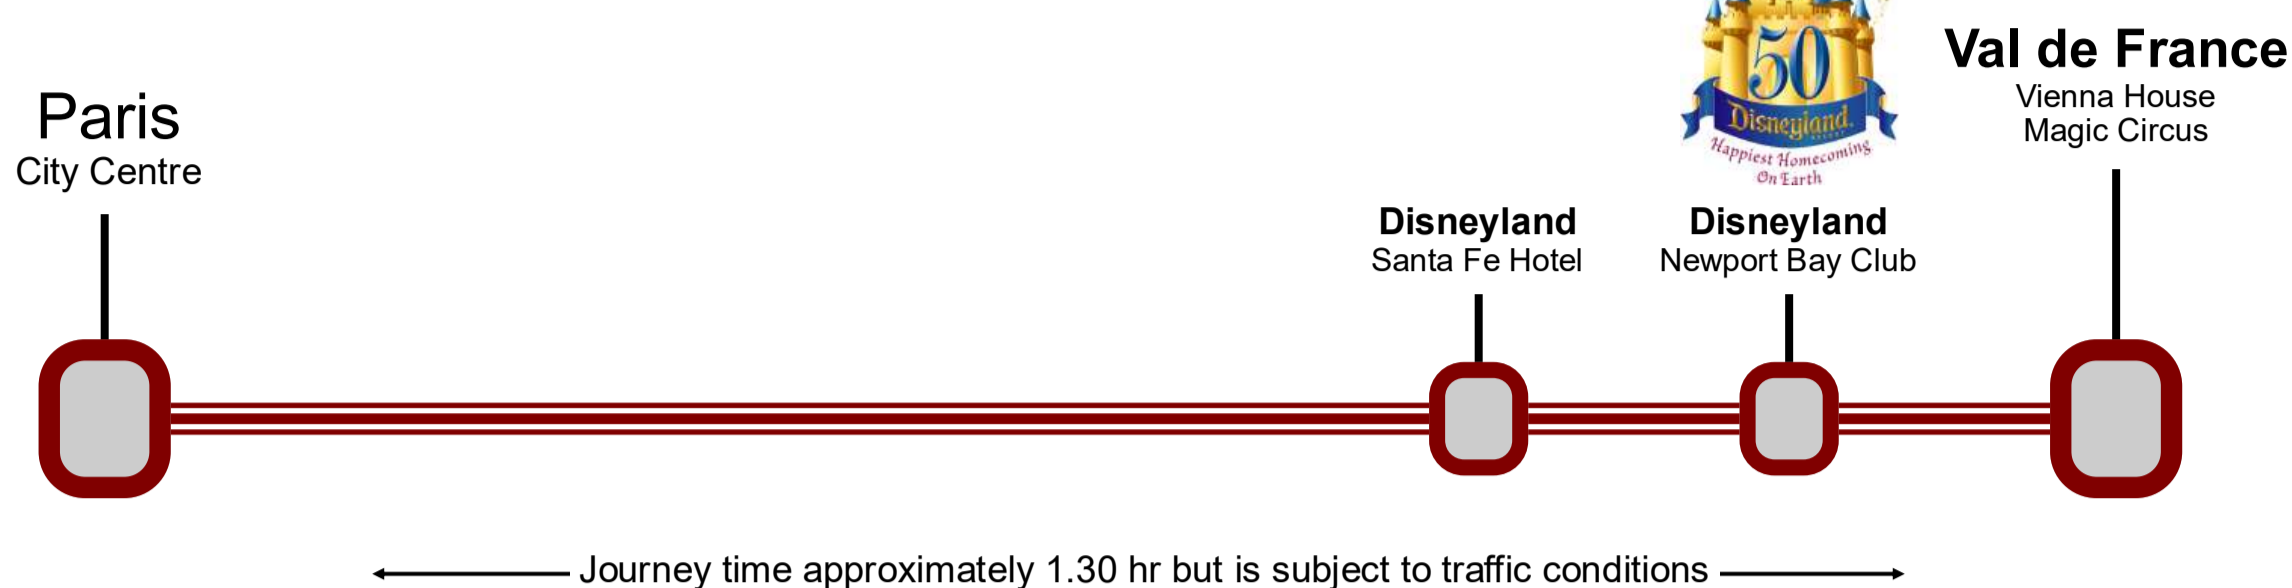 50
Disneyland
RESORT
Happiest Homecoming
On Earth
Val de France
Vienna House
Magic Circus
Paris
City Centre
Disneyland
Santa Fe Hotel
Disneyland
Newport Bay Club
Journey time approximately 1.30 hr but is subject to traffic conditions